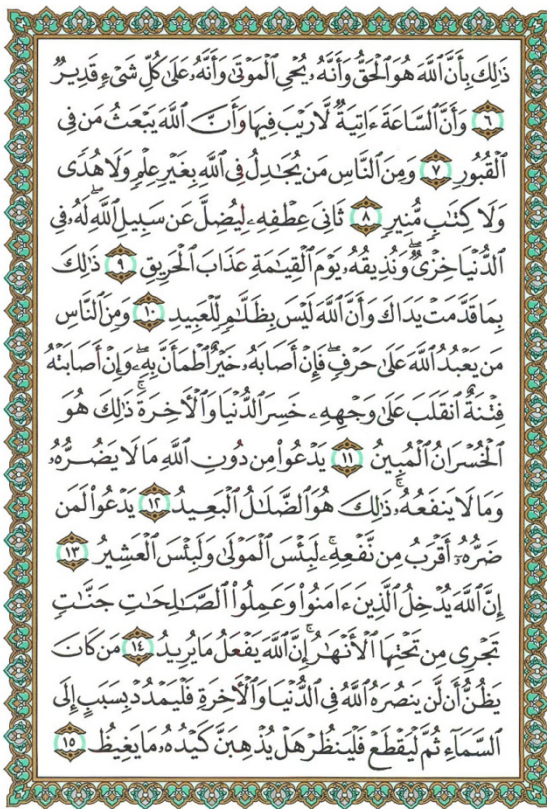 ذَٰلِكَ بِأَنَّ ٱللَّهَ هُوَ ٱلْحَقُّ وَأَنَّهُۥ يُحْىِ ٱلْمَوْتَىٰ وَأَنَّهُۥ عَلَىٰ كُلِّ شَىْءٍ قَدِيرٌ
٦ وَأَنَّ ٱلسَّاعَةَ ءَاتِيَةٌ لَّا رَيْبَ فِيهَا وَأَنَّ ٱللَّهَ يَبْعَثُ مَن فِى
ٱلْقُبُورِ ٧ وَمِنَ ٱلنَّاسِ مَن يُجَٰدِلُ فِى ٱللَّهِ بِغَيْرِ عِلْمٍ وَلَا هُدًى
وَلَا كِتَٰبٍ مُّنِيرٍ ٨ ثَانِىَ عِطْفِهِۦ لِيُضِلَّ عَن سَبِيلِ ٱللَّهِ ۖ لَهُۥ فِى
ٱلدُّنْيَا خِزْىٌ ۖ وَنُذِيقُهُۥ يَوْمَ ٱلْقِيَٰمَةِ عَذَابَ ٱلْحَرِيقِ ٩ ذَٰلِكَ
بِمَا قَدَّمَتْ يَدَاكَ وَأَنَّ ٱللَّهَ لَيْسَ بِظَلَّٰمٍ لِّلْعَبِيدِ ١٠ وَمِنَ ٱلنَّاسِ
مَن يَعْبُدُ ٱللَّهَ عَلَىٰ حَرْفٍ ۖ فَإِنْ أَصَابَهُۥ خَيْرٌ ٱطْمَأَنَّ بِهِۦ ۖ وَإِنْ أَصَابَتْهُ
فِتْنَةٌ ٱنقَلَبَ عَلَىٰ وَجْهِهِۦ خَسِرَ ٱلدُّنْيَا وَٱلْءَاخِرَةَ ۚ ذَٰلِكَ هُوَ
ٱلْخُسْرَانُ ٱلْمُبِينُ ١١ يَدْعُوا۟ مِن دُونِ ٱللَّهِ مَا لَا يَضُرُّهُۥ
وَمَا لَا يَنفَعُهُۥ ۚ ذَٰلِكَ هُوَ ٱلضَّلَٰلُ ٱلْبَعِيدُ ١٢ يَدْعُوا۟ لَمَن
ضَرُّهُۥٓ أَقْرَبُ مِن نَّفْعِهِۦ ۚ لَبِئْسَ ٱلْمَوْلَىٰ وَلَبِئْسَ ٱلْعَشِيرُ ١٣
إِنَّ ٱللَّهَ يُدْخِلُ ٱلَّذِينَ ءَامَنُوا۟ وَعَمِلُوا۟ ٱلصَّٰلِحَٰتِ جَنَّٰتٍ
تَجْرِى مِن تَحْتِهَا ٱلْأَنْهَٰرُ ۚ إِنَّ ٱللَّهَ يَفْعَلُ مَا يُرِيدُ ١٤ مَن كَانَ
يَظُنُّ أَن لَّن يَنصُرَهُ ٱللَّهُ فِى ٱلدُّنْيَا وَٱلْءَاخِرَةِ فَلْيَمْدُدْ بِسَبَبٍ إِلَى
ٱلسَّمَآءِ ثُمَّ لْيَقْطَعْ فَلْيَنظُرْ هَلْ يُذْهِبَنَّ كَيْدُهُۥ مَا يَغِيظُ ١٥